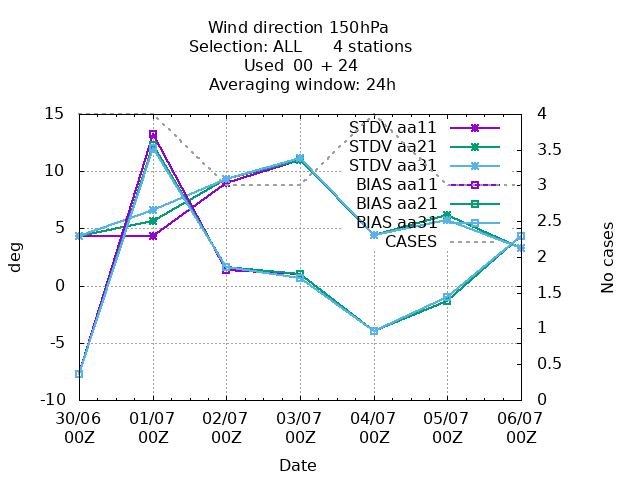 Wind direction 150hPa
Selection: ALL 4 stations
Used 00 + 24
Averaging window: 24h
15
10
5
0
-5
-10
deg
4
3.5
3
2.5
2
1.5
1
0.5
0
No cases
STDV aa11
STDV aa21
STDV aa31
BIAS aa11
BIAS aa21
BIAS aa31
CASES
30/06 01/07 02/07 03/07 04/07 05/07 06/07
00Z 00Z 00Z 00Z 00Z 00Z 00Z
Date